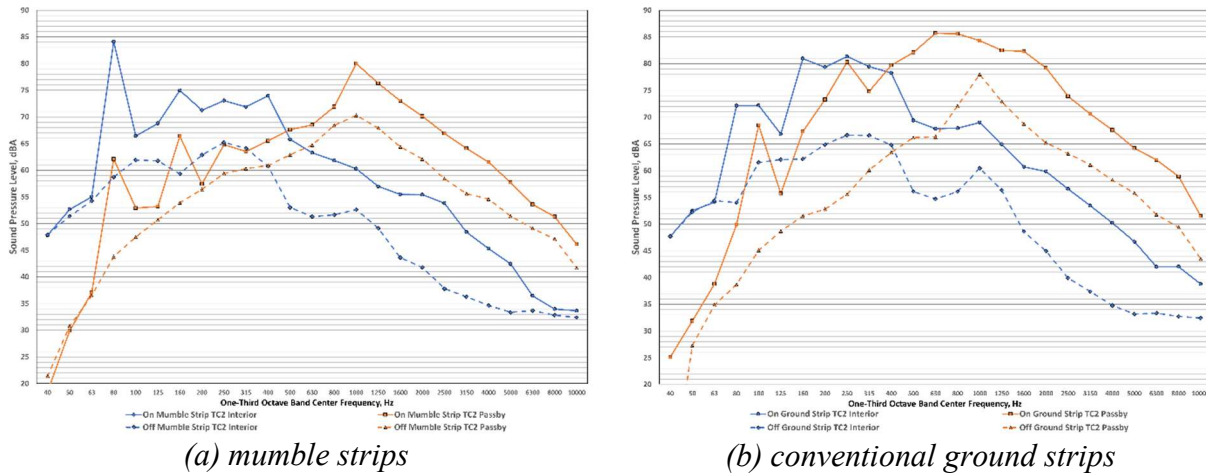 90
85
80
75
70
65
60
55
50
45
40
35
30
25
20
Sound Pressure Level, dBA
40 50 63 80 100 125 160 200 250 315 400 500 630 800 1000 1250 1600 2000 2500 3150 4000 5000 6300 8000 10000
One-Third Octave Band Center Frequency, Hz
On Mumble Strip TC2 Interior
On Mumble Strip TC2 Passby
Off Mumble Strip TC2 Interior
Off Mumble Strip TC2 Passby
(a) mumble strips
90
85
80
75
70
65
60
55
50
45
40
35
30
25
20
Sound Pressure Level, dBA
40 50 63 80 100 125 160 200 250 315 400 500 630 800 1000 1250 1600 2000 2500 3150 4000 5000 6300 8000 1000
One-Third Octave Band Center Frequency, Hz
On Ground Strip TC2 Interior
On Ground Strip TC2 Passby
Off Ground Strip TC2 Interior
Off Ground Strip TC2 Passby
(b) conventional ground strips